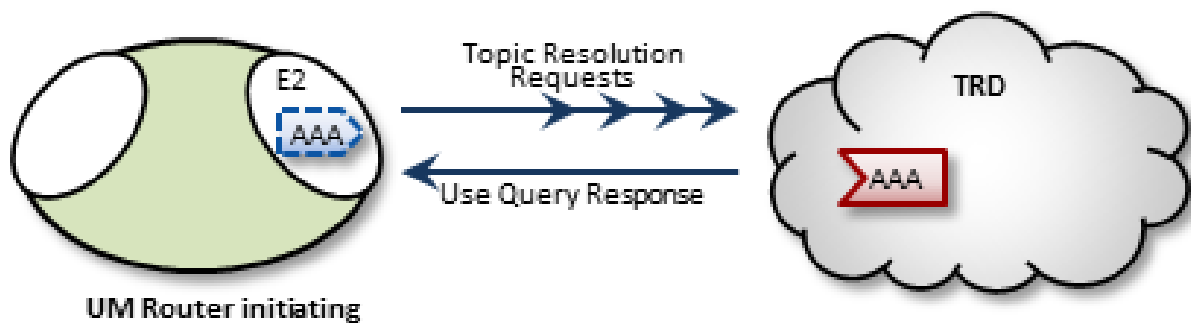 E2
AAA
Topic Resolution
Requests
Use Query Response
TRD
AAA
UM Router initiating